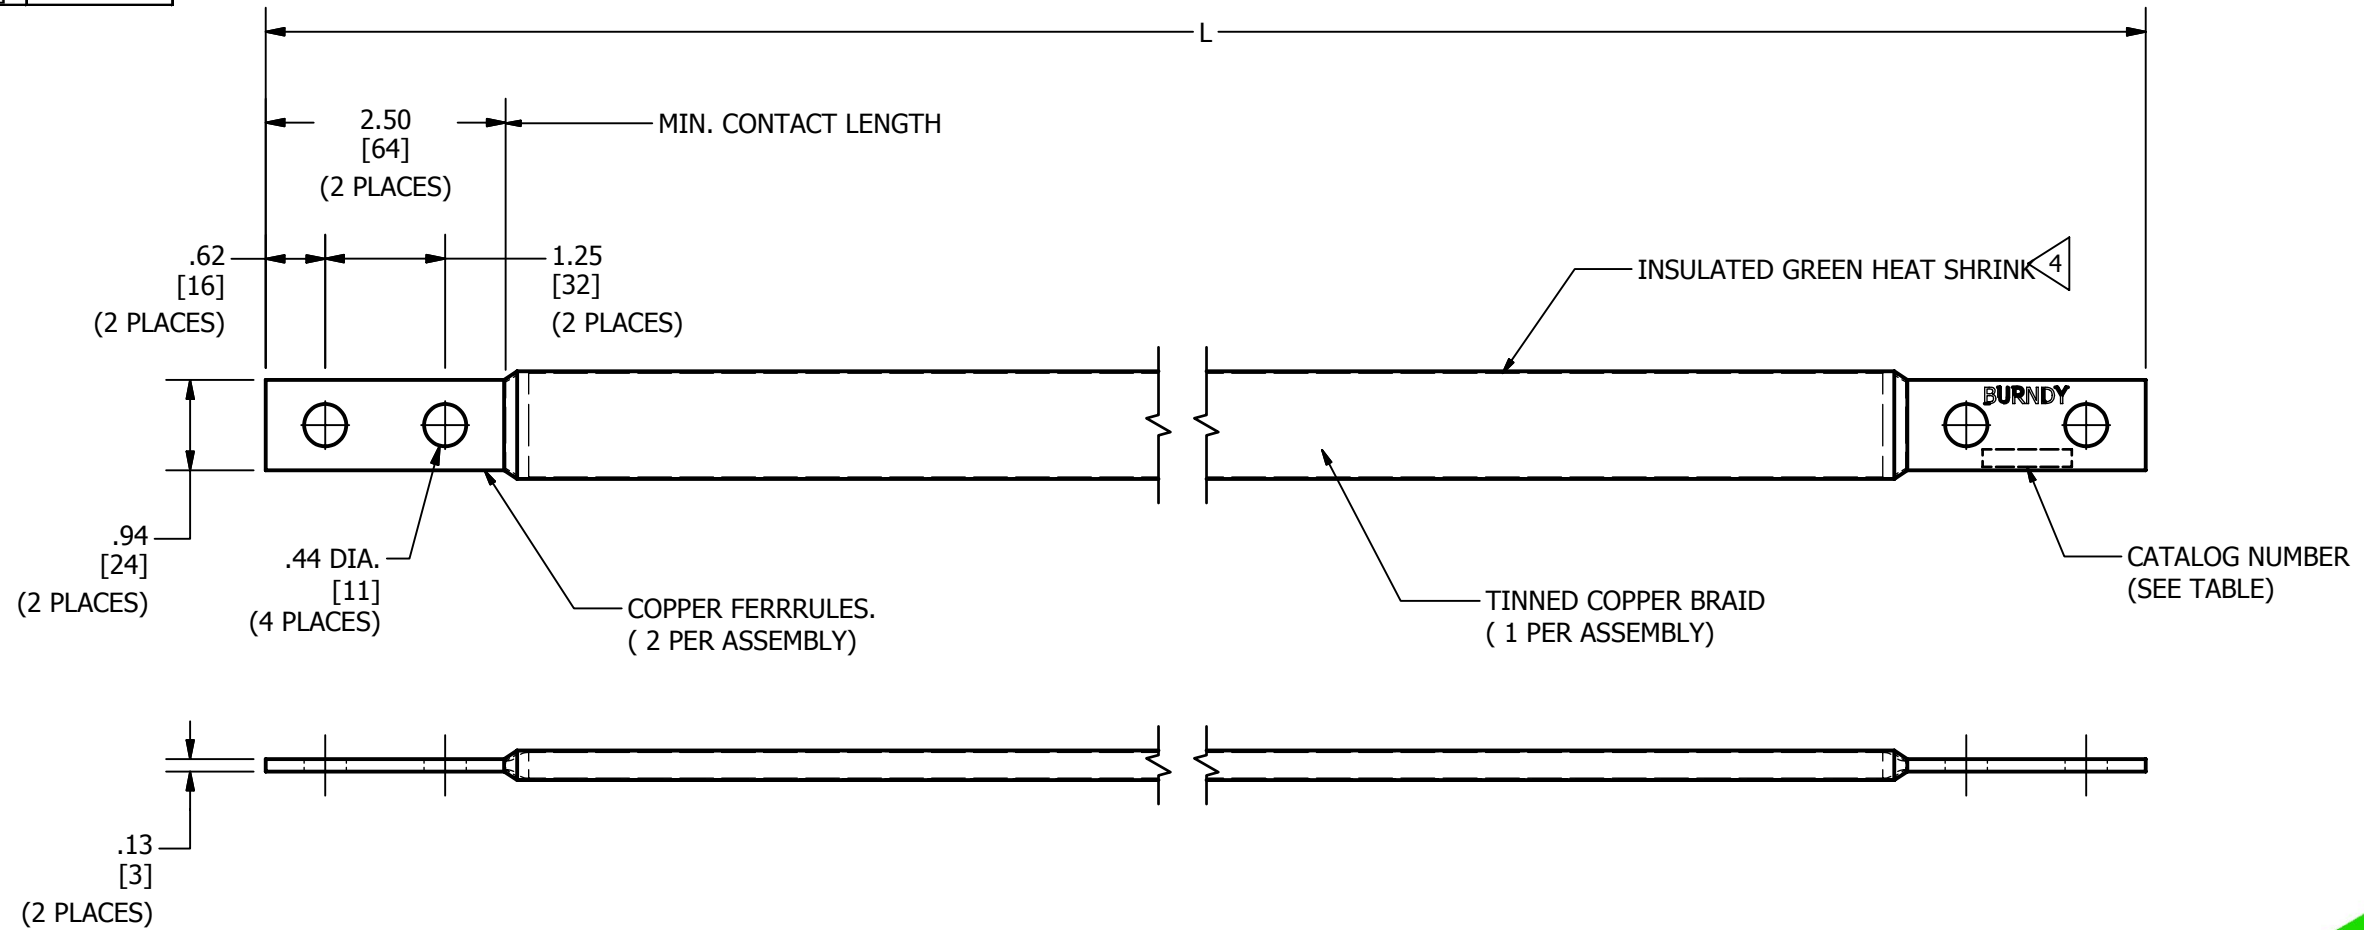 L
2.50
[64]
(2 PLACES)
MIN. CONTACT LENGTH
.62
[16]
(2 PLACES)
1.25
[32]
(2 PLACES)
INSULATED GREEN HEAT SHRINK 4
BURNDY
.94
[24]
(2 PLACES)
.44 DIA.
[11]
(4 PLACES)
COPPER FERRRULES.
( 2 PER ASSEMBLY)
TINNED COPPER BRAID
( 1 PER ASSEMBLY)
CATALOG NUMBER
(SEE TABLE)
.13
[3]
(2 PLACES)